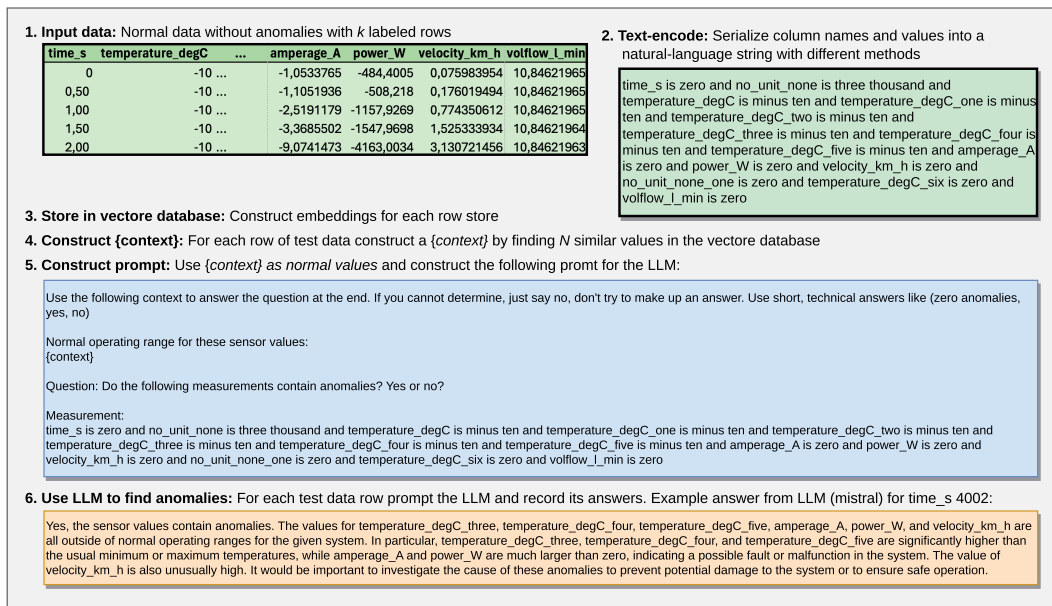 1. Input data: Normal data without anomalies with k labeled rows
time_s temperature_degC ... amperage_A power_W velocity_km_h volflow_l_min
0 -10 ... -1,0533765 -484,4005 0,075983954 10,84621965
0,50 -10 ... -1,1051936 -508,218 0,176019494 10,84621965
1,00 -10 ... -2,5191179 -1157,9269 0,774350612 10,84621965
1,50 -10 ... -3,3685502 -1547,9698 1,525333934 10,84621964
2,00 -10 ... -9,0741473 -4163,0034 3,130721456 10,84621963
2. Text-encode: Serialize column names and values into a
natural-language string with different methods
time_s is zero and no_unit_none is three thousand and
temperature_degC is minus ten and temperature_degC_one is minus
ten and temperature_degC_two is minus ten and
temperature_degC_three is minus ten and temperature_degC_four is
minus ten and temperature_degC_five is minus ten and amperage_A
is zero and power_W is zero and velocity_km_h is zero and
no_unit_none_one is zero and temperature_degC_six is zero and
volflow_l_min is zero
3. Store in vectore database: Construct embeddings for each row store
4. Construct {context}: For each row of test data construct a {context} by finding N similar values in the vectore database
5. Construct prompt: Use {context} as normal values and construct the following promt for the LLM:
Use the following context to answer the question at the end. If you cannot determine, just say no, don't try to make up an answer. Use short, technical answers like (zero anomalies,
yes, no)
Normal operating range for these sensor values:
{context}
Question: Do the following measurements contain anomalies? Yes or no?
Measurement:
time_s is zero and no_unit_none is three thousand and temperature_degC is minus ten and temperature_degC_one is minus ten and temperature_degC_two is minus ten and
temperature_degC_three is minus ten and temperature_degC_four is minus ten and temperature_degC_five is minus ten and amperage_A is zero and power_W is zero and
velocity_km_h is zero and no_unit_none_one is zero and temperature_degC_six is zero and volflow_l_min is zero
6. Use LLM to find anomalies: For each test data row prompt the LLM and record its answers. Example answer from LLM (mistral) for time_s 4002:
Yes, the sensor values contain anomalies. The values for temperature_degC_three, temperature_degC_four, temperature_degC_five, amperage_A, power_W, and velocity_km_h are
all outside of normal operating ranges for the given system. In particular, temperature_degC_three, temperature_degC_four, and temperature_degC_five are significantly higher than
the usual minimum or maximum temperatures, while amperage_A and power_W are much larger than zero, indicating a possible fault or malfunction in the system. The value of
velocity_km_h is also unusually high. It would be important to investigate the cause of these anomalies to prevent potential damage to the system or to ensure safe operation.